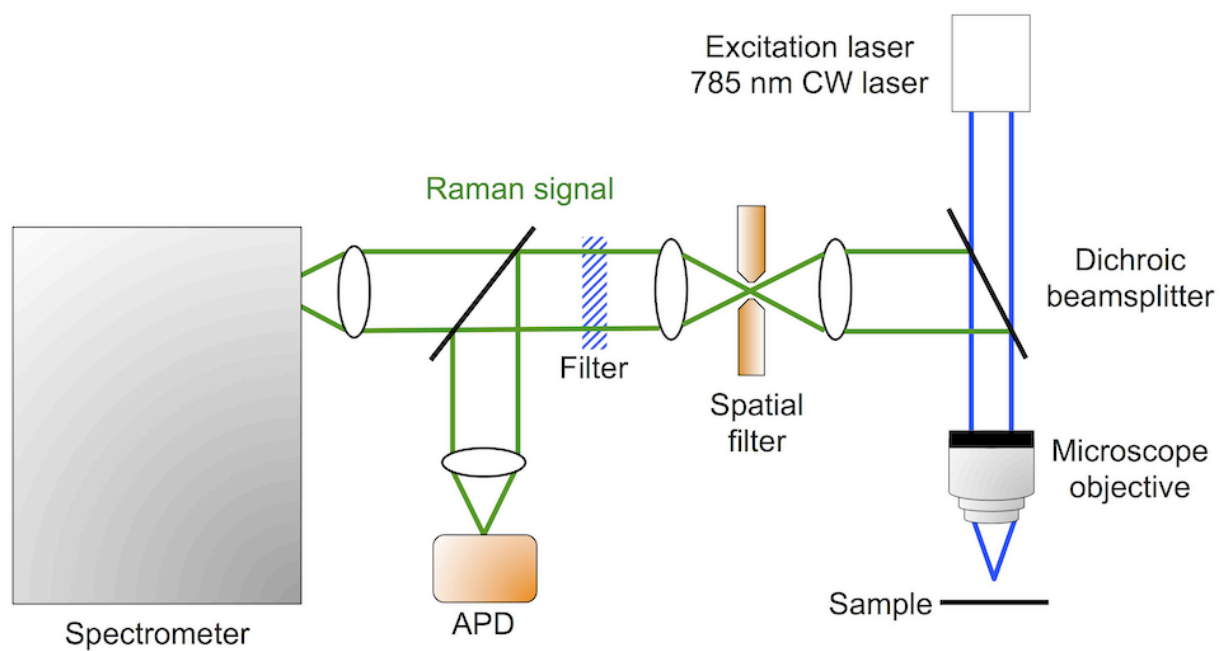 Excitation laser
785 nm CW laser
Raman signal
Dichroic
beamsplitter
Filter
Spatial
filter
Microscope
objective
Sample
APD
Spectrometer